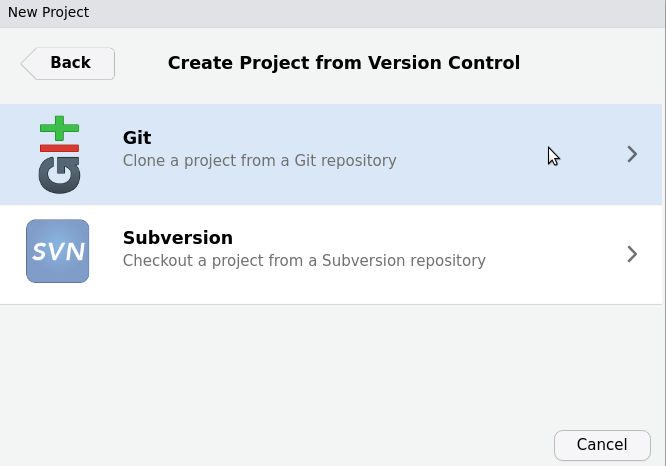 New Project
Back
Create Project from Version Control
git
Git
Clone a project from a Git repository
SVN
Subversion
Checkout a project from a Subversion repository
Cancel